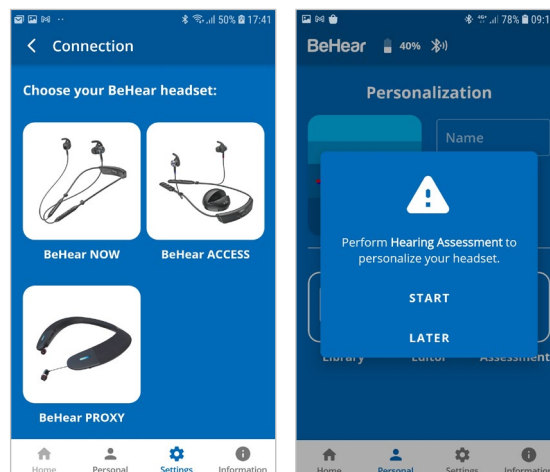 50% 17:41
Connection
Choose your BeHear headset:
BeHear NOW
BeHear ACCESS
BeHear PROXY
Home
Personal
Settings
Information
78% 09:1
BeHear 40%
Personalization
Name
Perform Hearing Assessment to
personalize your headset.
START
LATER
Library
Editor
Assessment
Home
Personal
Settings
Information